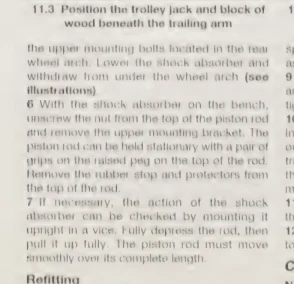 11.3 Position the trolley jack and block of
wood beneath the trailing arm
the upper mounting bolts located in the rear
wheel arch. Lower the shock absorber and
withdraw from under the wheel arch (see
illustrations).
6 With the shock absorber on the bench,
unscrew the nut from the top of the piston rod
and remove the upper mounting bracket. The
piston rod can be held stationary with a pair of
grips on the raised peg on the top of the rod.
Remove the rubber stop and protectors from
the top of the rod.
7 If necessary, the action of the shock
absorber can be checked by mounting it
upright in a vice. Fully depress the rod, then
pull it up fully. The piston rod must move
smoothly over its complete length.
Refitting
9